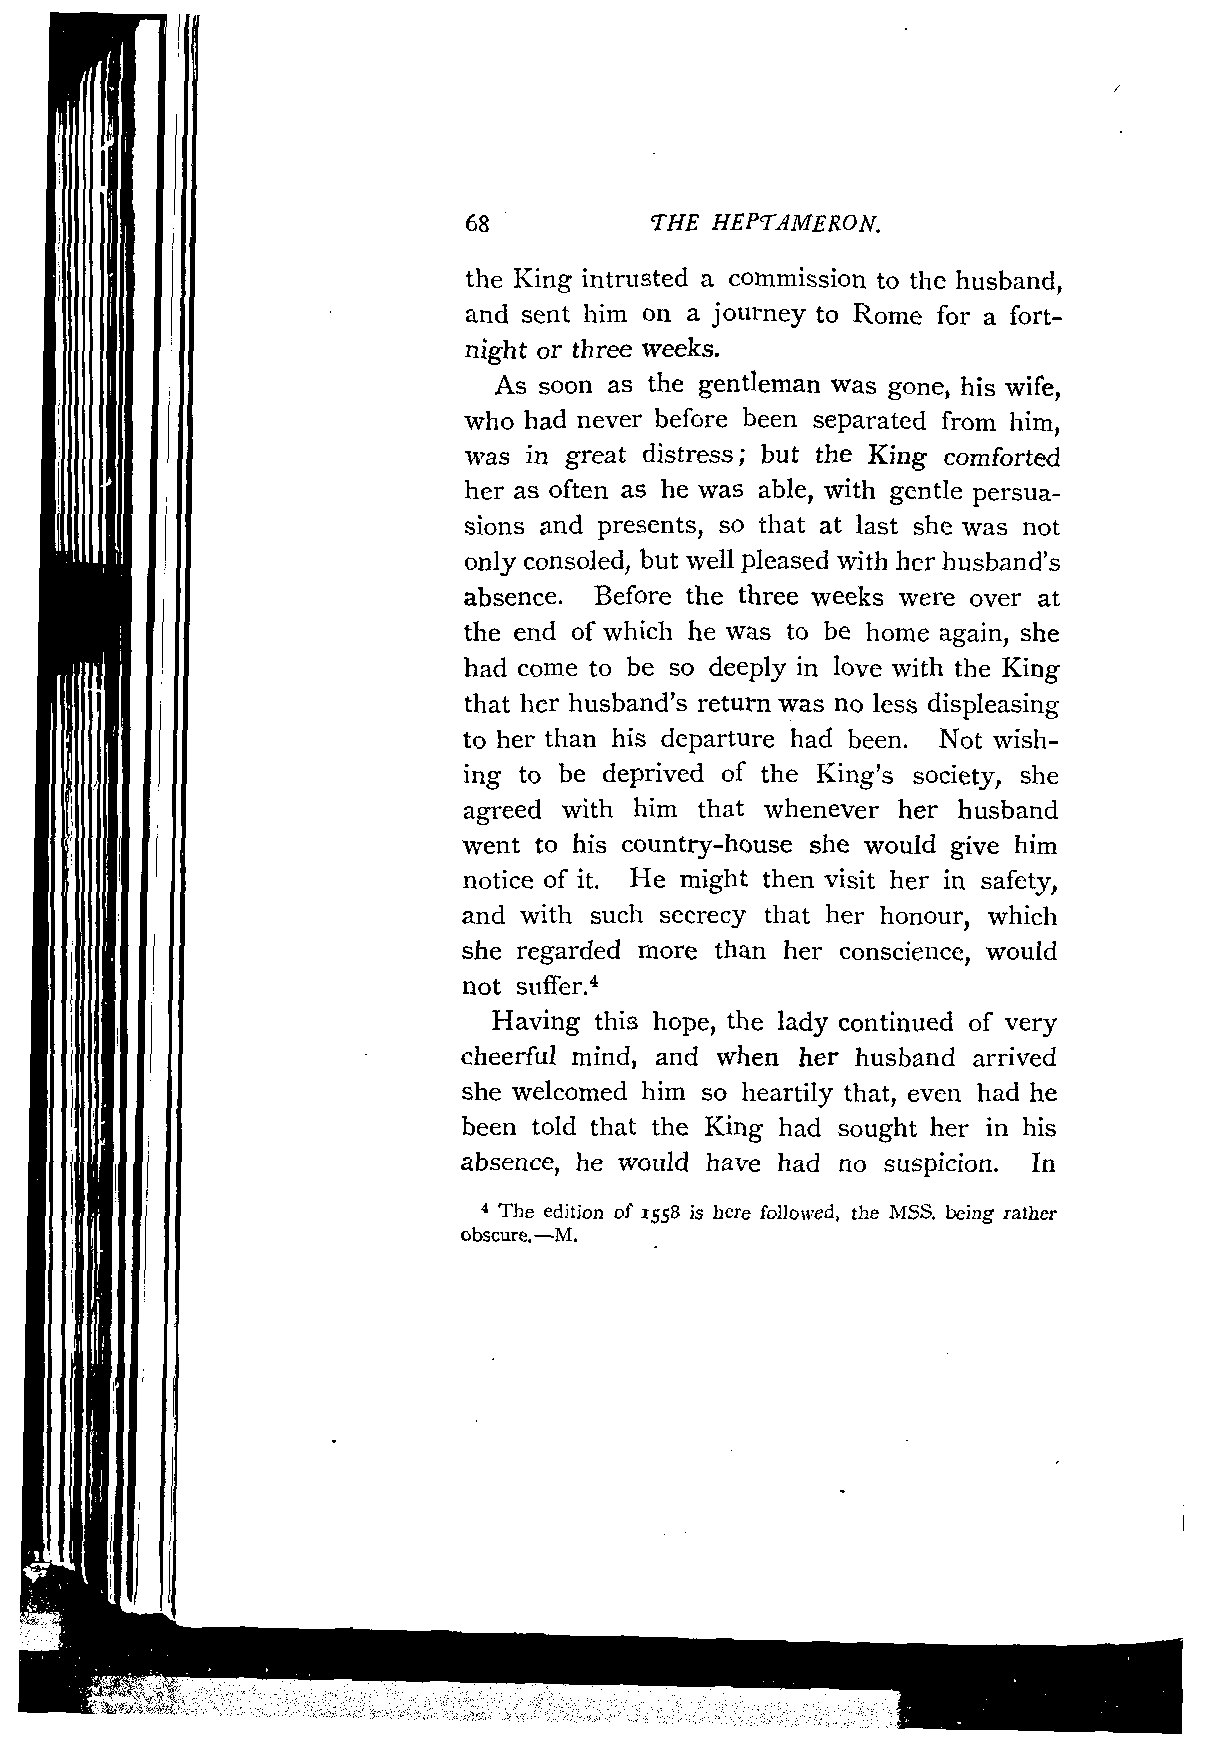 68 THE HEPTAMERON.
the King intrusted a commission to the husband,
and sent him on a journey to Rome for a fort-
night or three weeks.
As soon as the gentleman was gone, his wife,
who had never before been separated from him,
was in great distress; but the King comforted
her as often as he was able, with gentle persua-
sions and presents, so that at last she was not
only consoled, but well pleased with her husband's
absence. Before the three weeks were over at
the end of which he was to be home again, she
had come to be so deeply in love with the King
that her husband's return was no less displeasing
to her than his departure had been. Not wish-
ing to be deprived of the King's society, she
agreed with him that whenever her husband
went to his country-house she would give him
notice of it. He might then visit her in safety,
and with such secrecy that her honour, which
she regarded more than her conscience, would
not suffer.⁴
Having this hope, the lady continued of very
cheerful mind, and when her husband arrived
she welcomed him so heartily that, even had he
been told that the King had sought her in his
absence, he would have had no suspicion. In
⁴ The edition of 1558 is here followed, the MSS. being rather
obscure.—M.